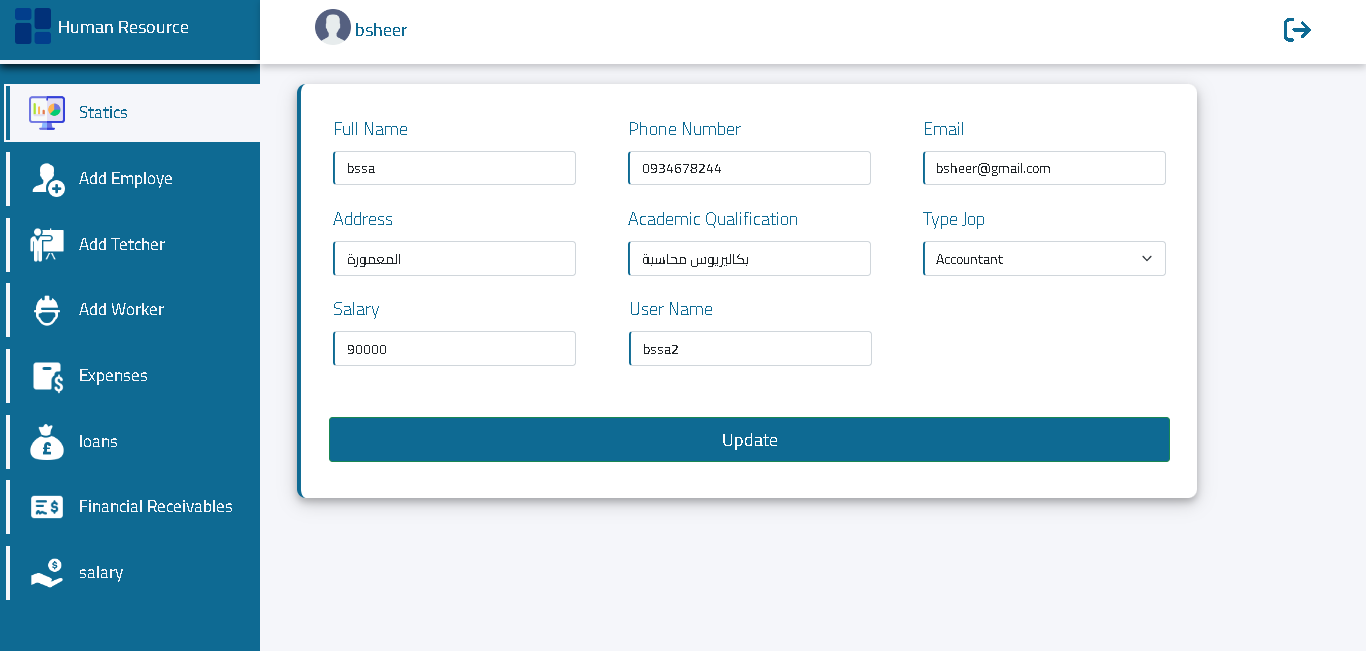 Human Resource
bsheer
Statics
Add Employe
Add Tetcher
Add Worker
Expenses
loans
Financial Receivables
salary
Full Name
Phone Number
Email
bssa
0934678244
bsheer@gmail.com
Address
Academic Qualification
Type Jop
المعمورة
بكاليريوس محاسبة
Accountant
Salary
User Name
90000
bssa2
Update